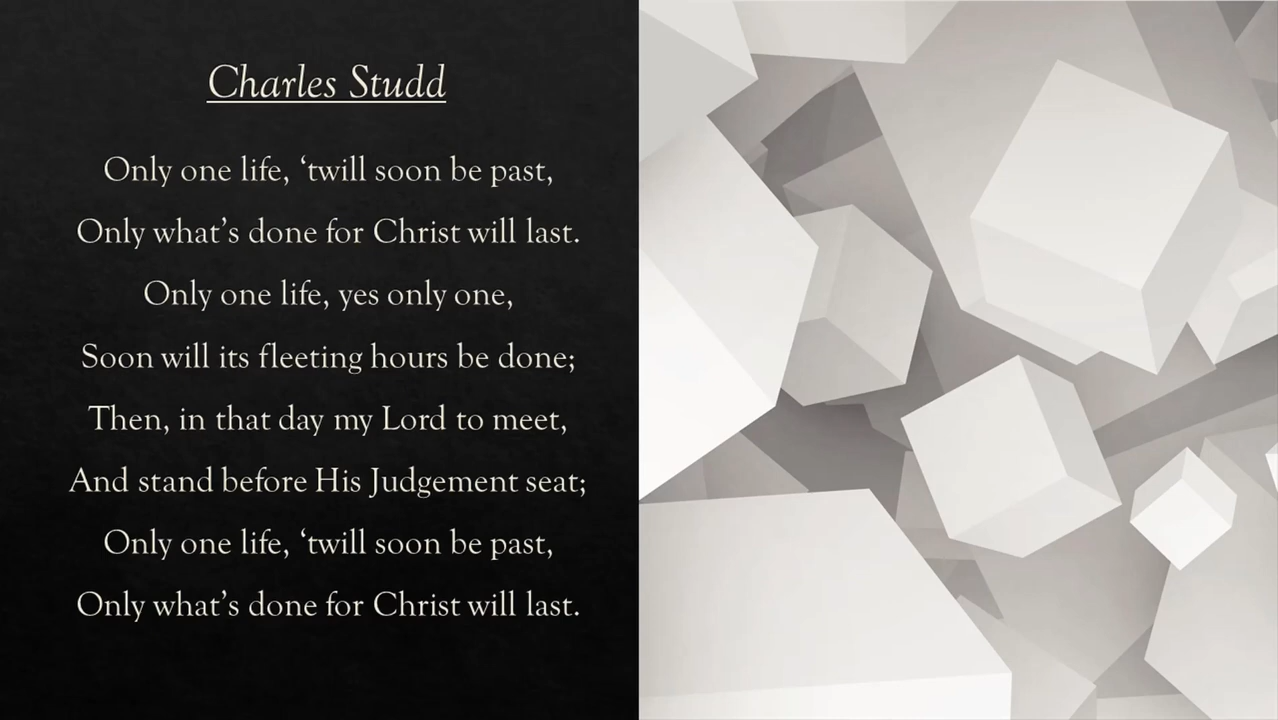 Charles Studd
Only one life, ‘twill soon be past,
Only what’s done for Christ will last.
Only one life, yes only one,
Soon will its fleeting hours be done;
Then, in that day my Lord to meet,
And stand before His Judgement seat;
Only one life, ‘twill soon be past,
Only what’s done for Christ will last.